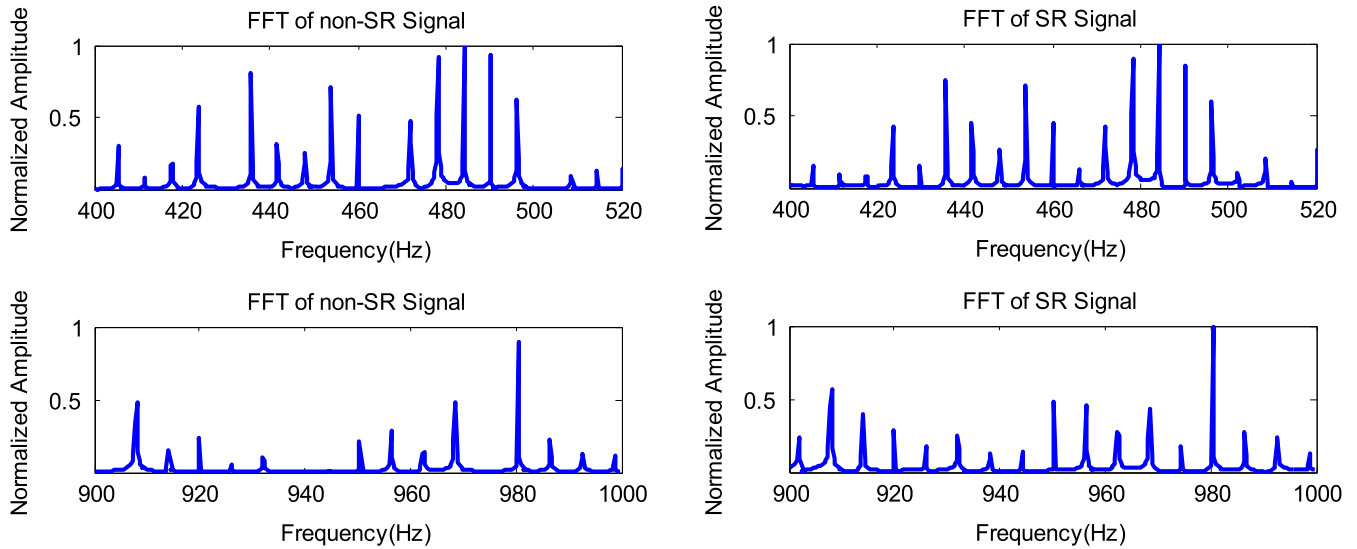 FFT of non-SR Signal
Normalized Amplitude
1
0.5
400 420 440 460 480 500 520
Frequency(Hz)
FFT of SR Signal
Normalized Amplitude
1
0.5
400 420 440 460 480 500 520
Frequency(Hz)
FFT of non-SR Signal
Normalized Amplitude
1
0.5
900 920 940 960 980 1000
Frequency(Hz)
FFT of SR Signal
Normalized Amplitude
1
0.5
900 920 940 960 980 1000
Frequency(Hz)